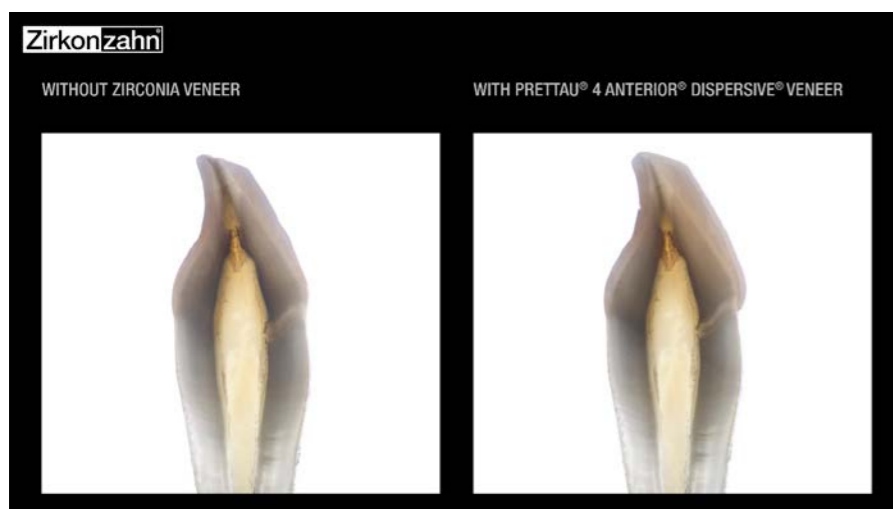 Zirkonzahn®
WITHOUT ZIRCONIA VENEER
WITH PRETTAU® 4 ANTERIOR® DISPERSIVE® VENEER